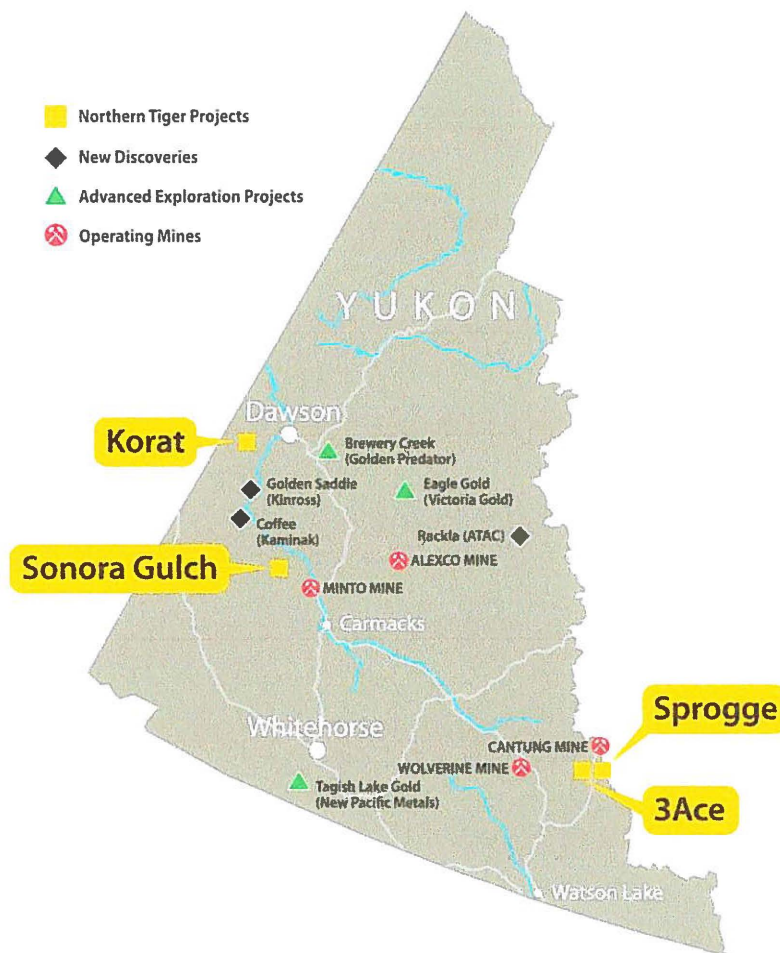 Northern Tiger Projects
New Discoveries
Advanced Exploration Projects
Operating Mines
YUKON
Dawson
Korat
Brewery Creek
(Golden Predator)
Golden Saddle
(Kinross)
Eagle Gold
(Victoria Gold)
Coffee
(Kaminak)
Rackla (ATAC)
ALEXCO MINE
Sonora Gulch
MINTO MINE
Carmacks
Sprogge
Whitehorse
CANTUNG MINE
WOLVERINE MINE
Tagish Lake Gold
(New Pacific Metals)
3Ace
Watson Lake